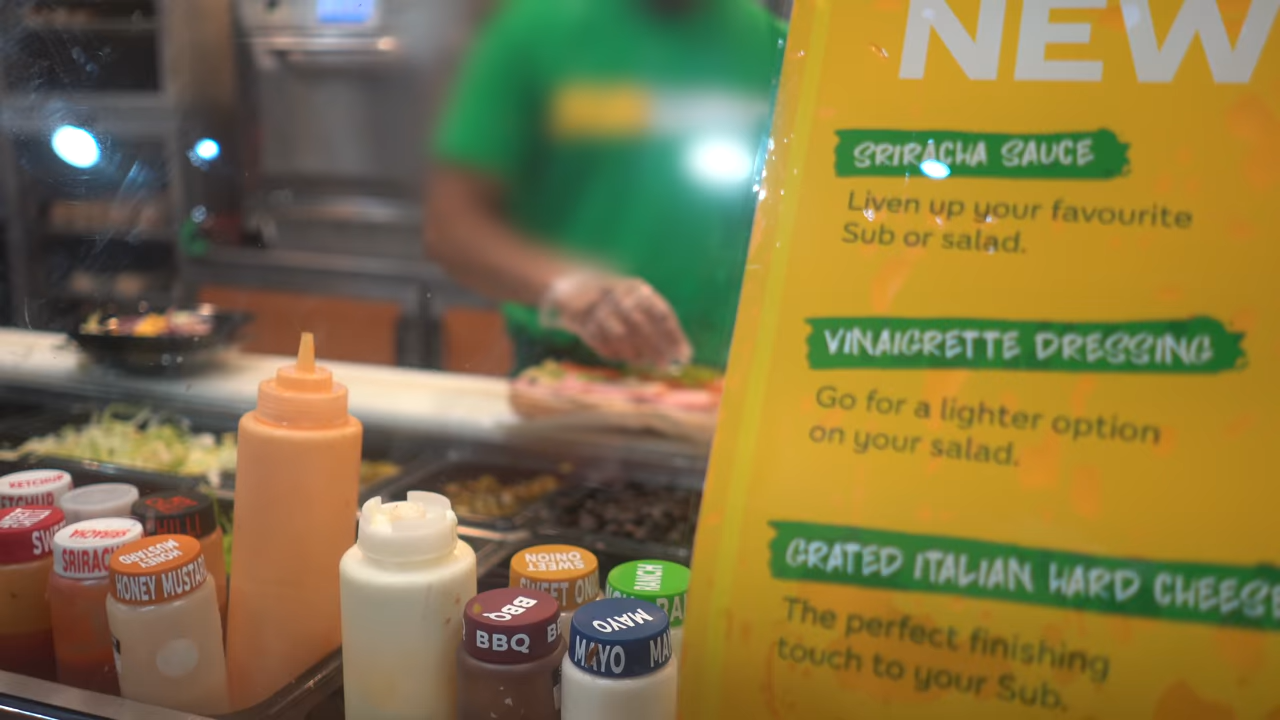 NEW
SRIRACHA SAUCE
Liven up your favourite
Sub or salad.
VINAIGRETTE DRESSING
Go for a lighter option
on your salad.
GRATED ITALIAN HARD CHEESE
The perfect finishing
touch to your Sub.
KETCHUP
HONEY
MUSTARD
HONEY MUSTARD
SWEET
ONION
RANCH
BBQ
BBQ
MAYO
MAYO